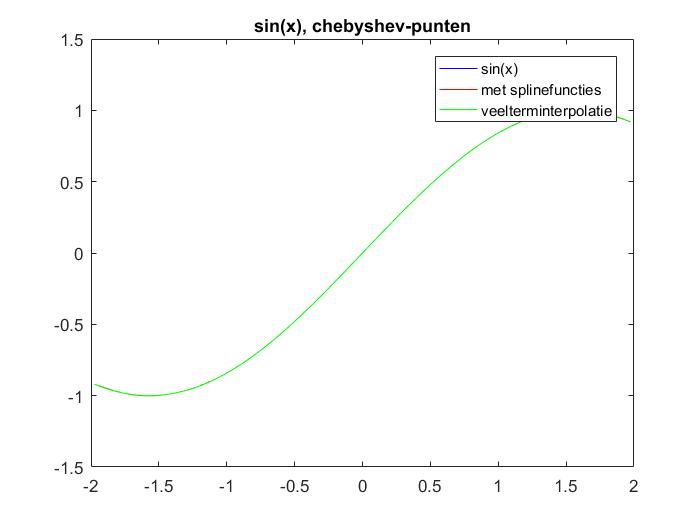 sin(x), chebyshev-punten
1.5
sin(x)
met splinefuncties
veelterminterpolatie
1
0.5
0
-0.5
-1
-1.5
-2 -1.5 -1 -0.5 0 0.5 1 1.5 2